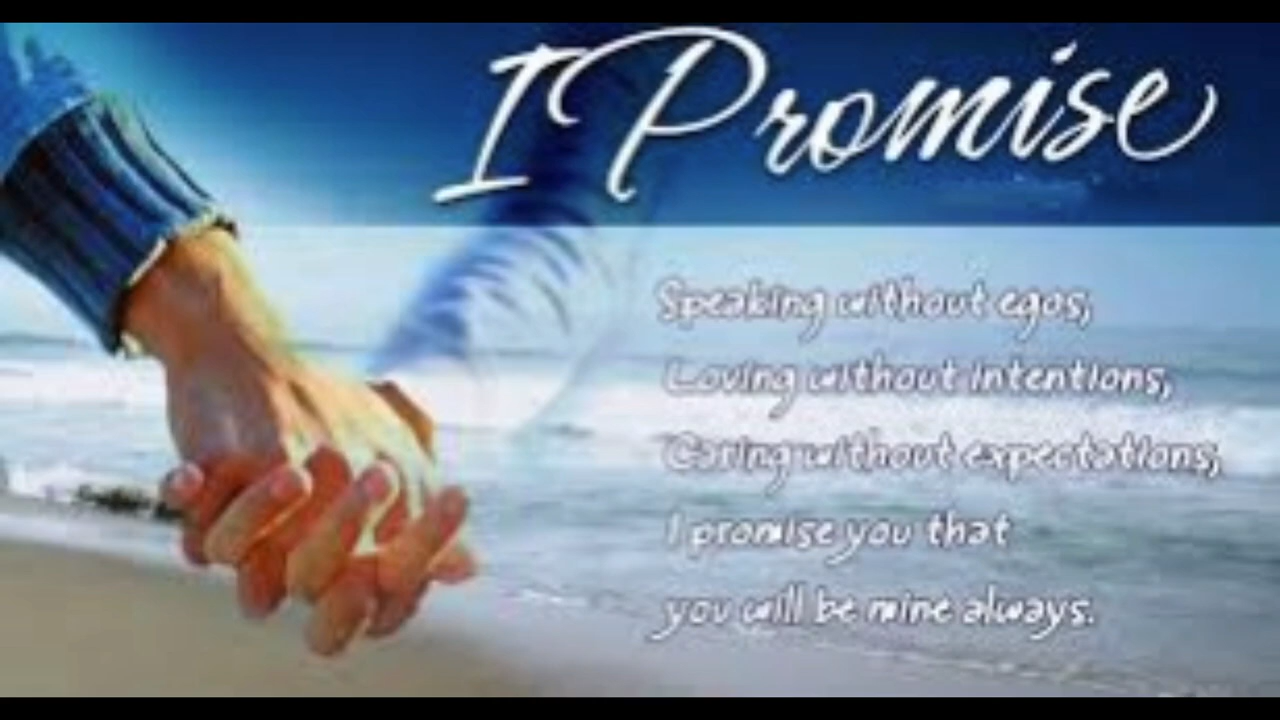 I Promise
Speaking without egos,
Loving without intentions,
Caring without expectations,
I promise you that
you will be mine always.